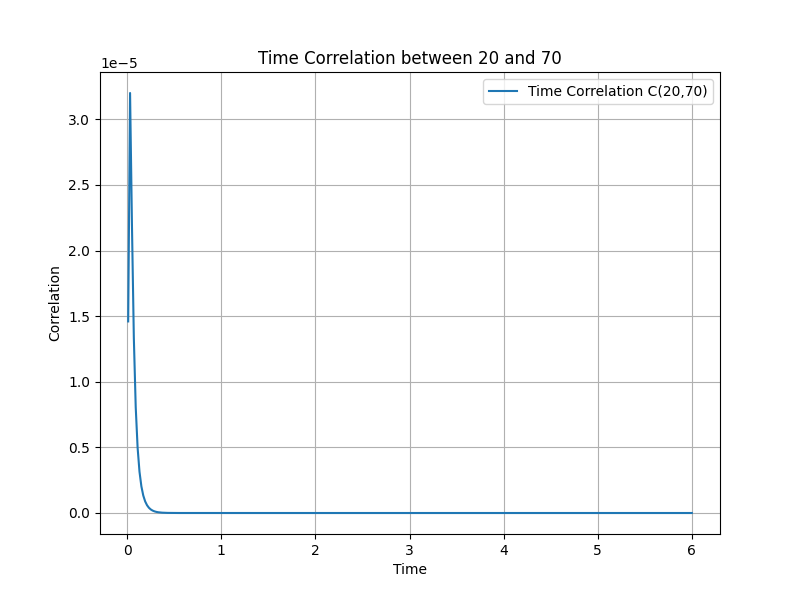 Time Correlation between 20 and 70
1e−5
Time Correlation C(20,70)
3.0
2.5
2.0
1.5
1.0
0.5
0.0
Correlation
0 1 2 3 4 5 6
Time